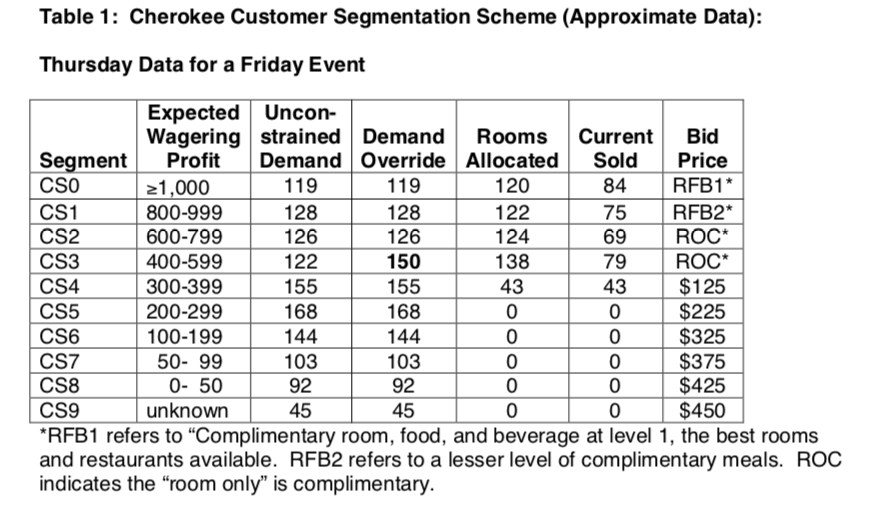 Table 1: Cherokee Customer Segmentation Scheme (Approximate Data):
Thursday Data for a Friday Event
Segment Expected Wagering Profit Uncon-strained Demand Demand Override Rooms Allocated Current Sold Bid Price
CS0 ≥1,000 119 119 120 84 RFB1*
CS1 800-999 128 128 122 75 RFB2*
CS2 600-799 126 126 124 69 ROC*
CS3 400-599 122 150 138 79 ROC*
CS4 300-399 155 155 43 43 $125
CS5 200-299 168 168 0 0 $225
CS6 100-199 144 144 0 0 $325
CS7 50- 99 103 103 0 0 $375
CS8 0- 50 92 92 0 0 $425
CS9 unknown 45 45 0 0 $450
*RFB1 refers to “Complimentary room, food, and beverage at level 1, the best rooms
and restaurants available. RFB2 refers to a lesser level of complimentary meals. ROC
indicates the “room only” is complimentary.